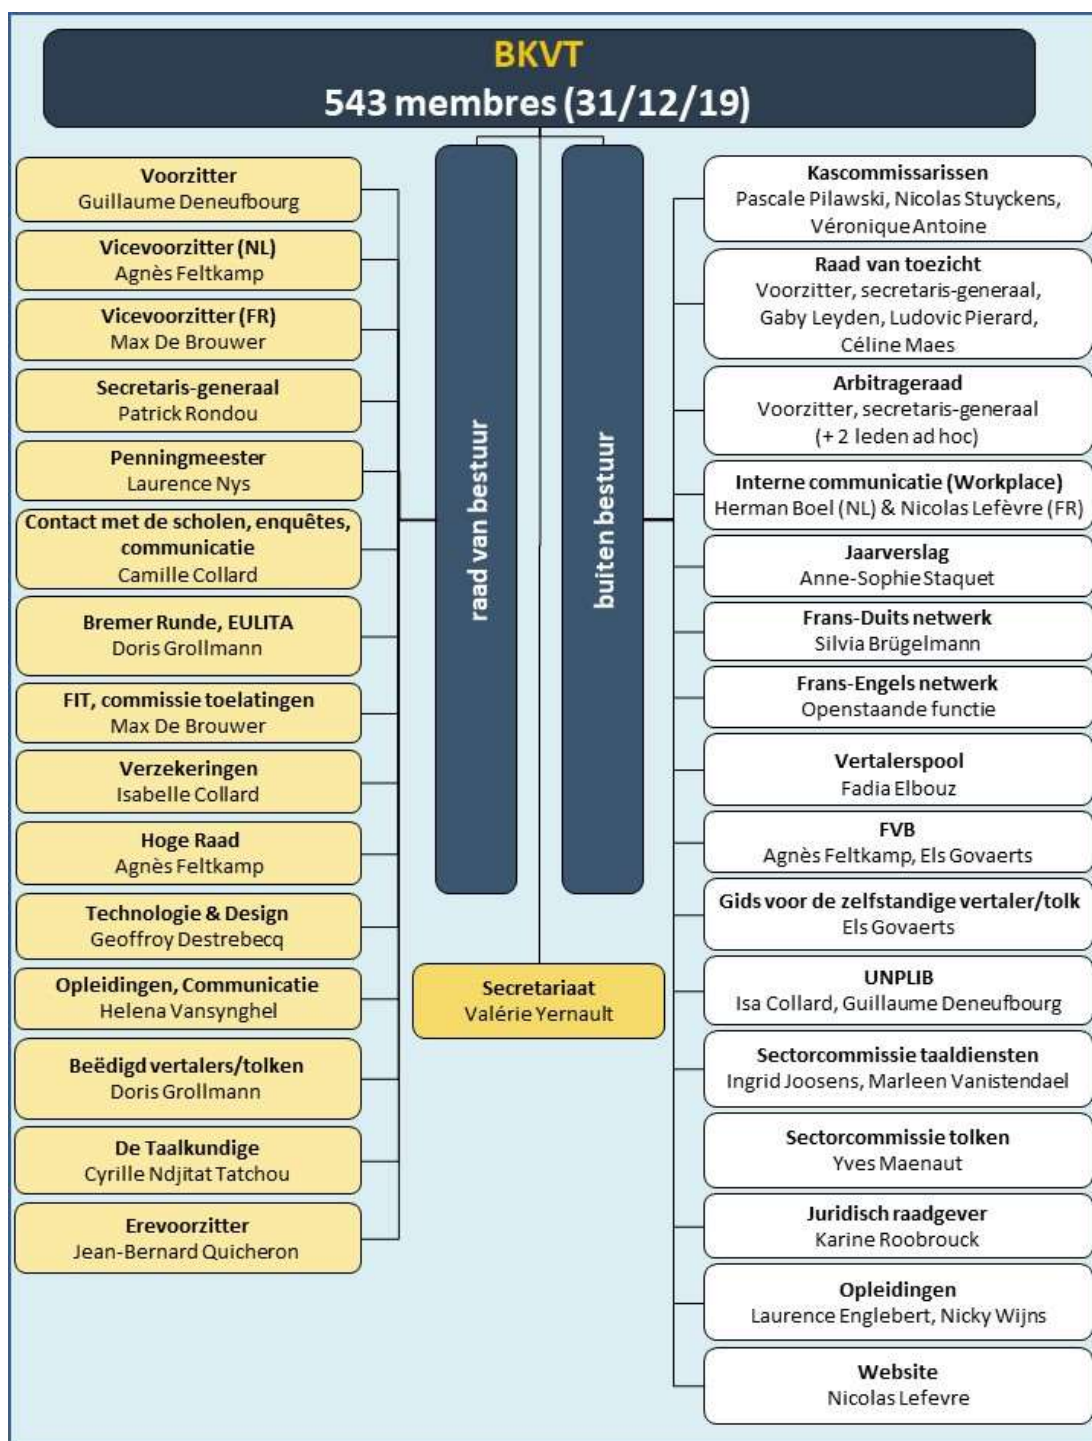 BKVT
543 membres (31/12/19)
raad van bestuur
Voorzitter
Guillaume Deneufbourg
Vicevoorzitter (NL)
Agnès Feltkamp
Vicevoorzitter (FR)
Max De Brouwer
Secretaris-generaal
Patrick Rondou
Penningmeester
Laurence Nys
Contact met de scholen, enquêtes,
communicatie
Camille Collard
Bremer Runde, EULITA
Doris Grollmann
FIT, commissie toelatingen
Max De Brouwer
Verzekeringen
Isabelle Collard
Hoge Raad
Agnès Feltkamp
Technologie & Design
Geoffroy Destrebecq
Opleidingen, Communicatie
Helena Vansynghel
Beëdigd vertalers/tolken
Doris Grollmann
De Taalkundige
Cyrille Ndjitat Tatchou
Erevoorzitter
Jean-Bernard Quicheron
Secretariaat
Valérie Yernault
buiten bestuur
Kascommissarissen
Pascale Pilawski, Nicolas Stuyckens,
Véronique Antoine
Raad van toezicht
Voorzitter, secretaris-generaal,
Gaby Leyden, Ludovic Pierard,
Céline Maes
Arbitrageraad
Voorzitter, secretaris-generaal
(+ 2 leden ad hoc)
Interne communicatie (Workplace)
Herman Boel (NL) & Nicolas Lefèvre (FR)
Jaarverslag
Anne-Sophie Staquet
Frans-Duits netwerk
Silvia Brügelmann
Frans-Engels netwerk
Openstaande functie
Vertalerspool
Fadia Elbouz
FVB
Agnès Feltkamp, Els Govaerts
Gids voor de zelfstandige vertaler/tolk
Els Govaerts
UNPLIB
Isa Collard, Guillaume Deneufbourg
Sectorcommissie taaldiensten
Ingrid Joosens, Marleen Vanistendael
Sectorcommissie tolken
Yves Maenaut
Juridisch raadgever
Karine Roobrouck
Opleidingen
Laurence Englebert, Nicky Wijns
Website
Nicolas Lefevre